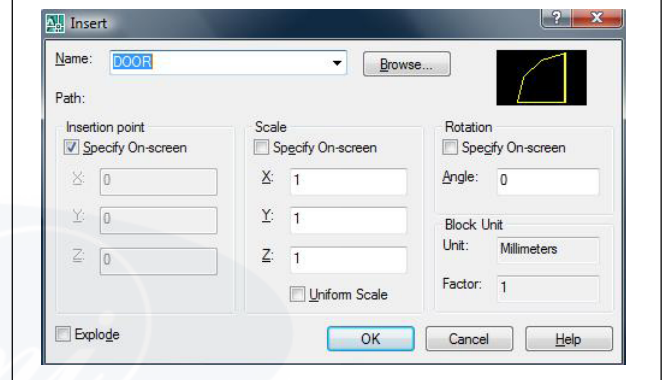 Insert
Name: DOOR Browse...
Path:
Insertion point
Specify On-screen
X: 0
Y: 0
Z: 0
Scale
Specify On-screen
X: 1
Y: 1
Z: 1
Uniform Scale
Rotation
Specify On-screen
Angle: 0
Block Unit
Unit: Millimeters
Factor: 1
Explode OK Cancel Help